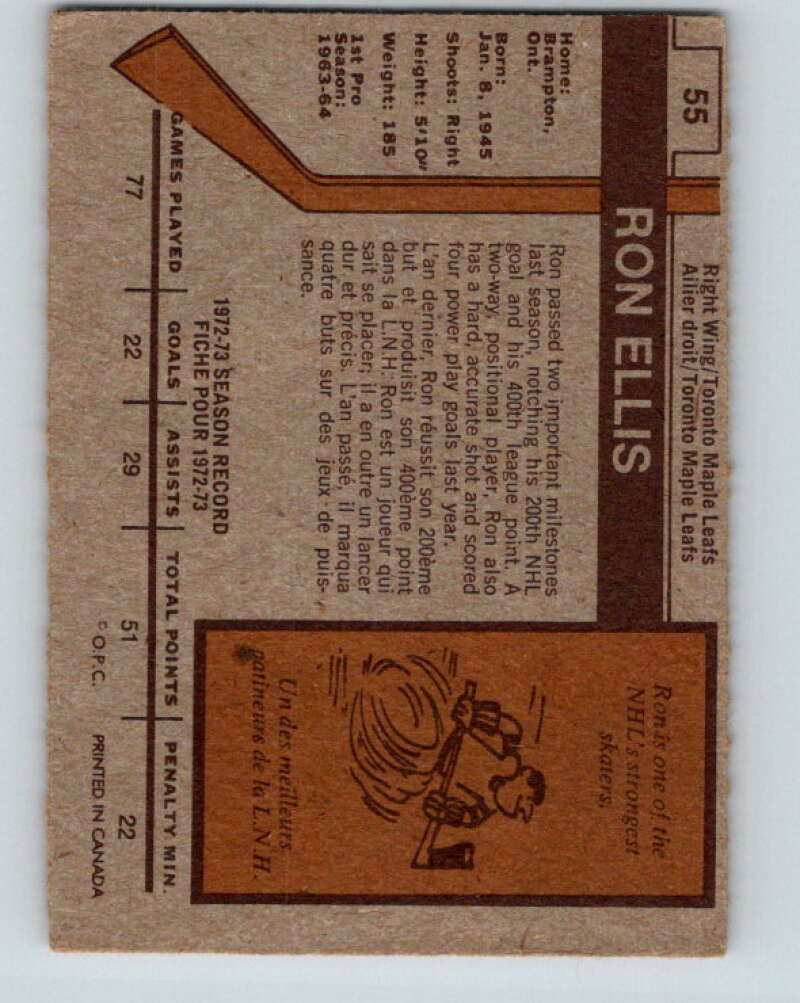 55
Right Wing/Toronto Maple Leafs
Ailier droit/Toronto Maple Leafs
RON ELLIS
Home:
Brampton,
Ont.
Born:
Jan. 8, 1945
Shoots: Right
Height: 5'10"
Weight: 185
1st Pro
Season:
1963-64
Ron passed two important milestones
last season, notching his 200th NHL
goal and his 400th league point. A
two-way, positional player, Ron also
has a hard, accurate shot and scored
four power play goals last year.
L'an dernier, Ron réussit son 200ème
but et produisit son 400ème point
dans la L.N.H. Ron est un joueur qui
sait se placer; il a en outre un lancer
dur et précis. L'an passé, il marqua
quatre buts sur des jeux de puis-
sance.
Ron is one of the
NHL's strongest
skaters.
Un des meilleurs
patineurs de la L.N.H.
1972-73 SEASON RECORD
FICHE POUR 1972-73
GAMES PLAYED GOALS ASSISTS TOTAL POINTS PENALTY MIN.
77 22 29 51 22
© O.P.C. PRINTED IN CANADA